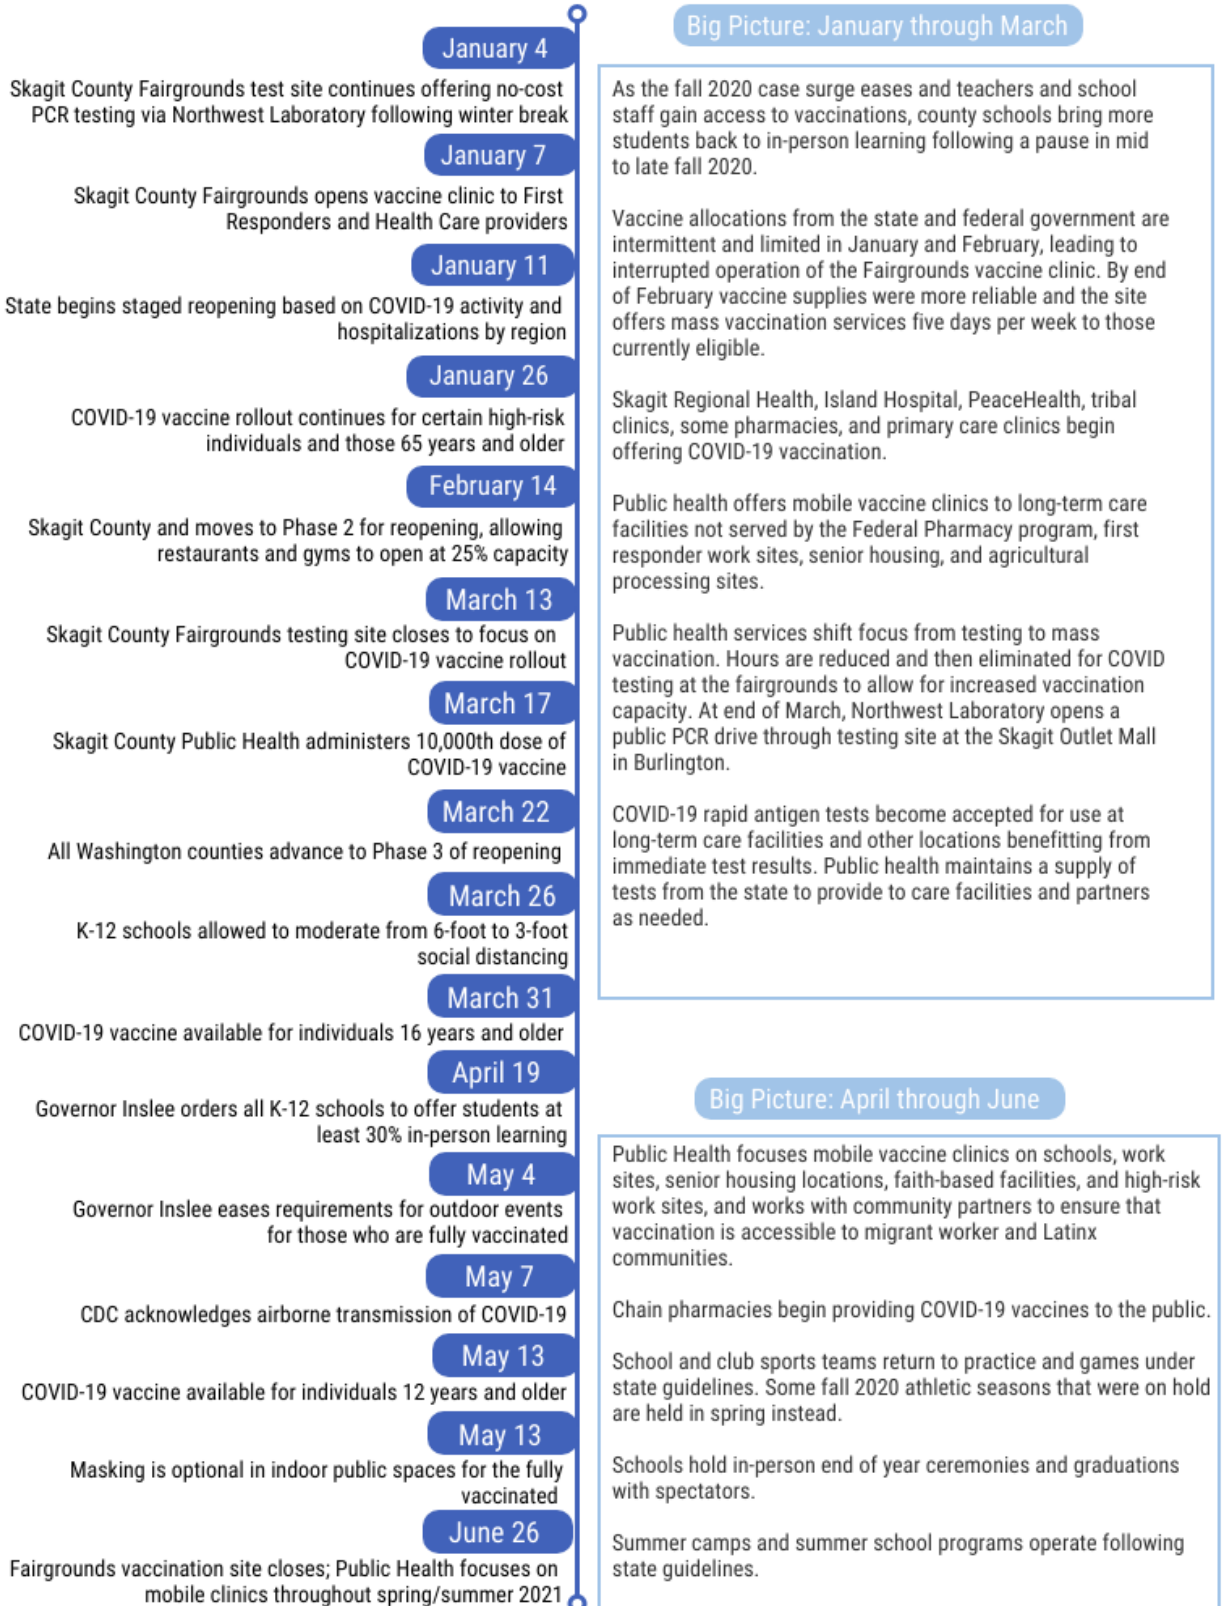 January 4
Skagit County Fairgrounds test site continues offering no-cost
PCR testing via Northwest Laboratory following winter break
January 7
Skagit County Fairgrounds opens vaccine clinic to First
Responders and Health Care providers
January 11
State begins staged reopening based on COVID-19 activity and
hospitalizations by region
January 26
COVID-19 vaccine rollout continues for certain high-risk
individuals and those 65 years and older
February 14
Skagit County and moves to Phase 2 for reopening, allowing
restaurants and gyms to open at 25% capacity
March 13
Skagit County Fairgrounds testing site closes to focus on
COVID-19 vaccine rollout
March 17
Skagit County Public Health administers 10,000th dose of
COVID-19 vaccine
March 22
All Washington counties advance to Phase 3 of reopening
March 26
K-12 schools allowed to moderate from 6-foot to 3-foot
social distancing
March 31
COVID-19 vaccine available for individuals 16 years and older
April 19
Governor Inslee orders all K-12 schools to offer students at
least 30% in-person learning
May 4
Governor Inslee eases requirements for outdoor events
for those who are fully vaccinated
May 7
CDC acknowledges airborne transmission of COVID-19
May 13
COVID-19 vaccine available for individuals 12 years and older
May 13
Masking is optional in indoor public spaces for the fully
vaccinated
June 26
Fairgrounds vaccination site closes; Public Health focuses on
mobile clinics throughout spring/summer 2021
Big Picture: January through March
As the fall 2020 case surge eases and teachers and school
staff gain access to vaccinations, county schools bring more
students back to in-person learning following a pause in mid
to late fall 2020.
Vaccine allocations from the state and federal government are
intermittent and limited in January and February, leading to
interrupted operation of the Fairgrounds vaccine clinic. By end
of February vaccine supplies were more reliable and the site
offers mass vaccination services five days per week to those
currently eligible.
Skagit Regional Health, Island Hospital, PeaceHealth, tribal
clinics, some pharmacies, and primary care clinics begin
offering COVID-19 vaccination.
Public health offers mobile vaccine clinics to long-term care
facilities not served by the Federal Pharmacy program, first
responder work sites, senior housing, and agricultural
processing sites.
Public health services shift focus from testing to mass
vaccination. Hours are reduced and then eliminated for COVID
testing at the fairgrounds to allow for increased vaccination
capacity. At end of March, Northwest Laboratory opens a
public PCR drive through testing site at the Skagit Outlet Mall
in Burlington.
COVID-19 rapid antigen tests become accepted for use at
long-term care facilities and other locations benefitting from
immediate test results. Public health maintains a supply of
tests from the state to provide to care facilities and partners
as needed.
Big Picture: April through June
Public Health focuses mobile vaccine clinics on schools, work
sites, senior housing locations, faith-based facilities, and high-risk
work sites, and works with community partners to ensure that
vaccination is accessible to migrant worker and Latinx
communities.
Chain pharmacies begin providing COVID-19 vaccines to the public.
School and club sports teams return to practice and games under
state guidelines. Some fall 2020 athletic seasons that were on hold
are held in spring instead.
Schools hold in-person end of year ceremonies and graduations
with spectators.
Summer camps and summer school programs operate following
state guidelines.